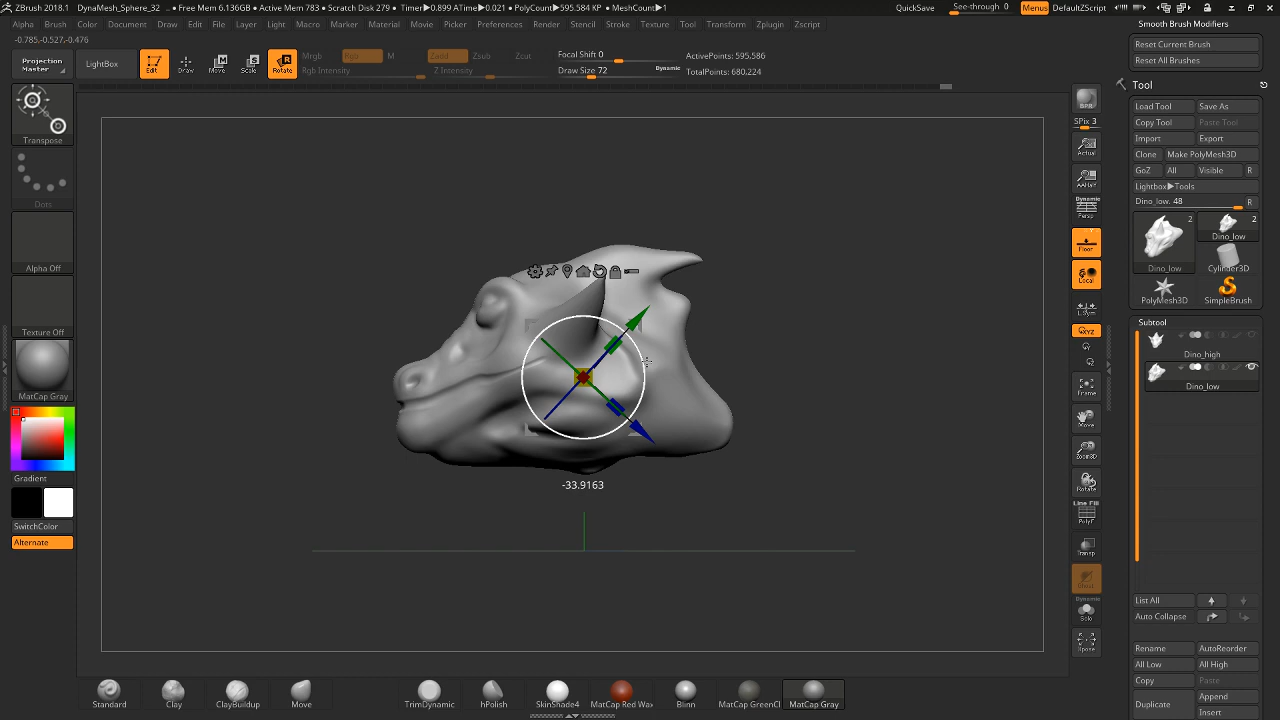 ZBrush 2018.1 DynaMesh_Sphere_32 .. ● Free Mem 6.136GB ● Active Mem 783 ● Scratch Disk 279 ● Timer▶0.899 ATime▶0.021 ● PolyCount▶595.584 KP ● MeshCount▶1
QuickSave See-through 0 Menus DefaultZScript
Alpha Brush Color Document Draw Edit File Layer Light Macro Marker Material Movie Picker Preferences Render Stencil Stroke Texture Tool Transform Zplugin Zscript
-0.785,-0.527,-0.476
Projection
Master
LightBox
Edit
Draw
Move
Scale
Rotate
Mrgb Rgb M
Rgb Intensity
Zadd Zsub Zcut
Z Intensity
Focal Shift 0
Draw Size 72
Dynamic
ActivePoints: 595.586
TotalPoints: 680.224
Transpose
Dots
Alpha Off
Texture Off
MatCap Gray
Gradient
SwitchColor
Alternate
-33.9163
Standard
Clay
ClayBuildup
Move
TrimDynamic
hPolish
SkinShade4
MatCap Red Wax
Blinn
MatCap GreenCl
MatCap Gray
BPR
SPix 3
Actual
AAHalf
Dynamic
Persp
Floor
Local
L.Sym
XYZ
Frame
Move
Zoom3D
Rotate
Line Fill
PolyF
Transp
Ghost
Dynamic
Solo
Xpose
Smooth Brush Modifiers
Reset Current Brush
Reset All Brushes
Tool
Load Tool Save As
Copy Tool Paste Tool
Import Export
Clone Make PolyMesh3D
GoZ All Visible R
Lightbox▶Tools
Dino_low. 48 R
2 2
Dino_low
Dino_low Cylinder3D
PolyMesh3D SimpleBrush
Subtool
Dino_high
Dino_low
List All
Auto Collapse
Rename AutoReorder
All Low All High
Copy Paste
Duplicate Append
Insert